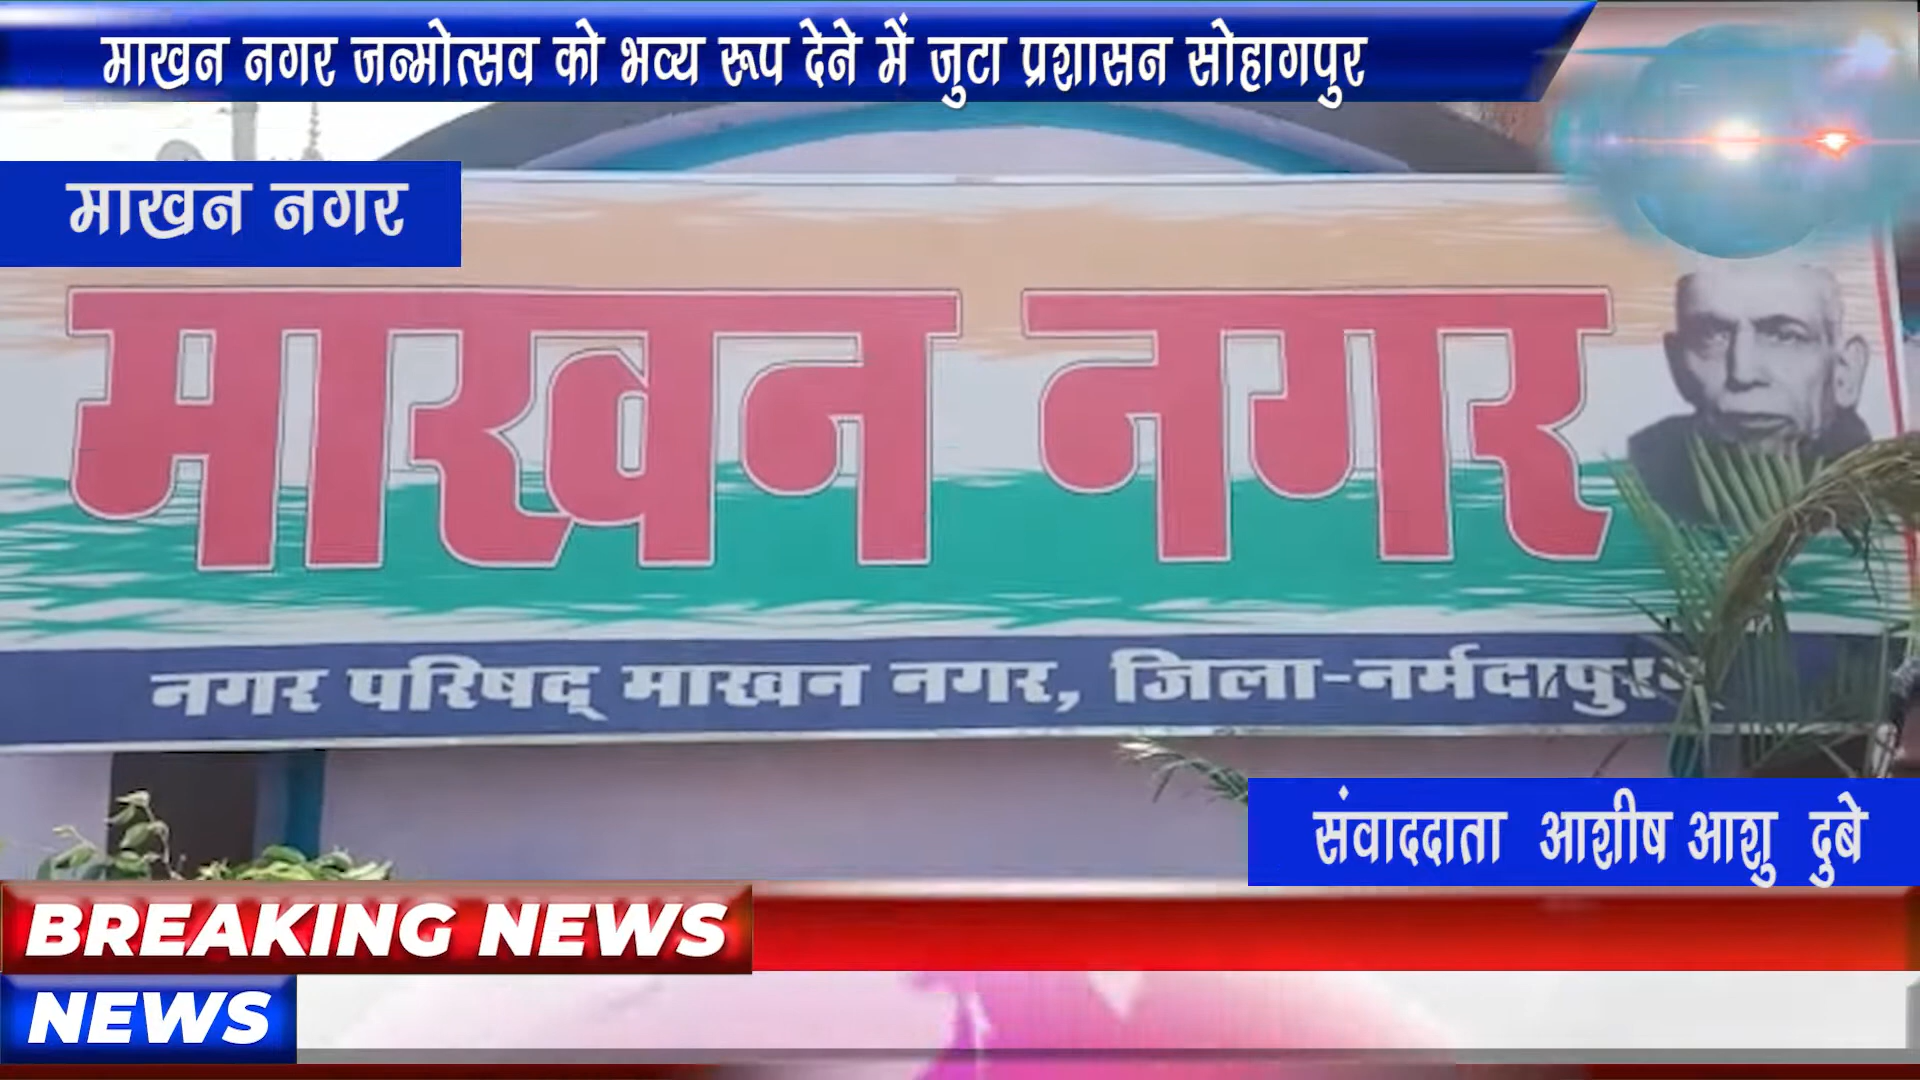 माखन नगर जन्मोत्सव को भव्य रूप देने में जुटा प्रशासन सोहागपुर
माखन नगर
माखन नगर
नगर परिषद् माखन नगर, जिला-नर्मदापुरम
संवाददाता आशीष आशु दुबे
BREAKING NEWS
NEWS